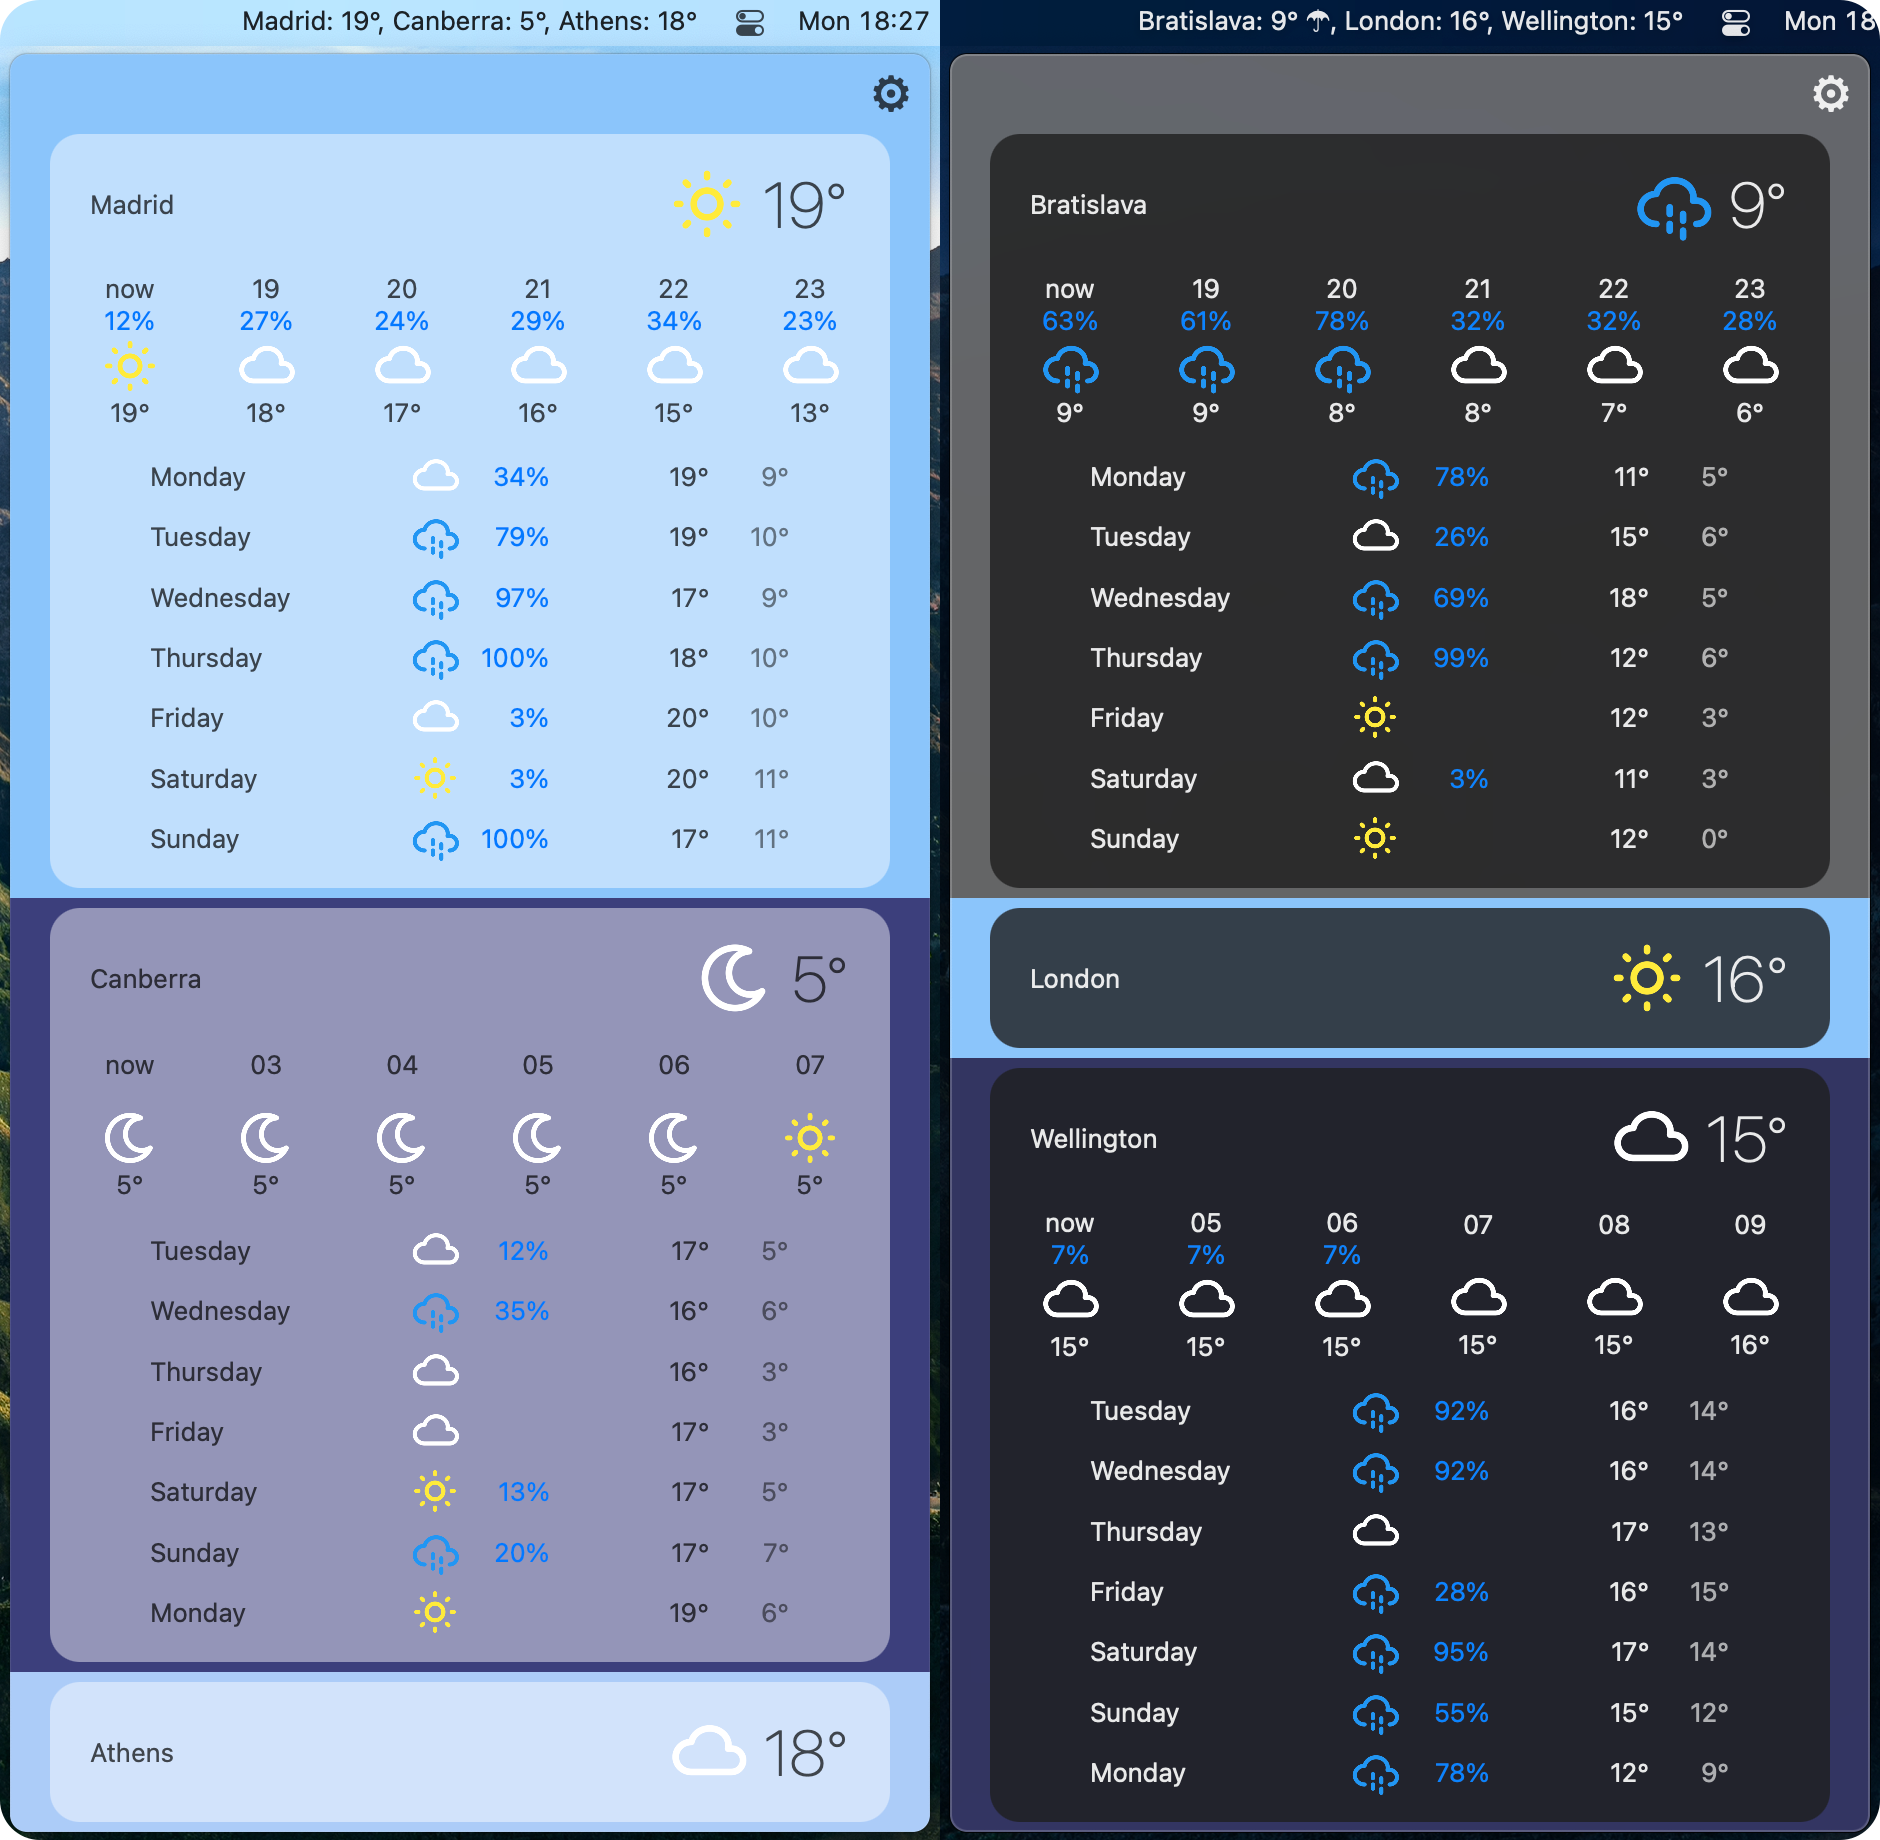 Madrid: 19°, Canberra: 5°, Athens: 18°
Mon 18:27
Madrid
19°
now 19 20 21 22 23
12% 27% 24% 29% 34% 23%
19° 18° 17° 16° 15° 13°
Monday 34% 19° 9°
Tuesday 79% 19° 10°
Wednesday 97% 17° 9°
Thursday 100% 18° 10°
Friday 3% 20° 10°
Saturday 3% 20° 11°
Sunday 100% 17° 11°
Canberra
5°
now 03 04 05 06 07
5° 5° 5° 5° 5° 5°
Tuesday 12% 17° 5°
Wednesday 35% 16° 6°
Thursday 16° 3°
Friday 17° 3°
Saturday 13% 17° 5°
Sunday 20% 17° 7°
Monday 19° 6°
Athens
18°
Bratislava: 9° ☂, London: 16°, Wellington: 15°
Mon 18
Bratislava
9°
now 19 20 21 22 23
63% 61% 78% 32% 32% 28%
9° 9° 8° 8° 7° 6°
Monday 78% 11° 5°
Tuesday 26% 15° 6°
Wednesday 69% 18° 5°
Thursday 99% 12° 6°
Friday 12° 3°
Saturday 3% 11° 3°
Sunday 12° 0°
London
16°
Wellington
15°
now 05 06 07 08 09
7% 7% 7%
15° 15° 15° 15° 15° 16°
Tuesday 92% 16° 14°
Wednesday 92% 16° 14°
Thursday 17° 13°
Friday 28% 16° 15°
Saturday 95% 17° 14°
Sunday 55% 15° 12°
Monday 78% 12° 9°